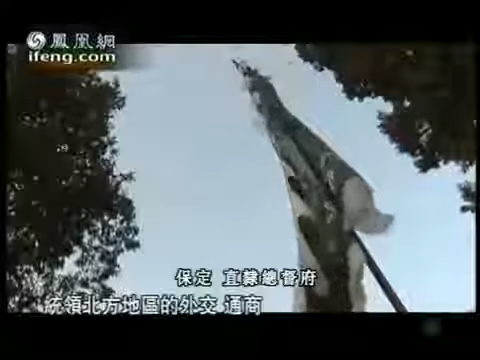 鳳凰網
ifeng.com
保定 直隸總督府
統領北方地區的外交 通商